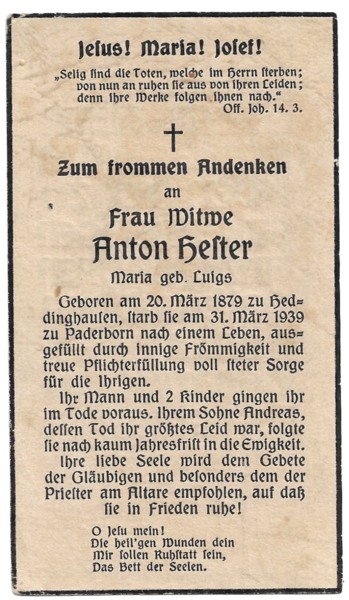 Jesus! Maria! Josef!
„Selig sind die Toten, welche im Herrn sterben;
von nun an ruhen sie aus von ihren Leiden;
denn ihre Werke folgen ihnen nach.“
Off. Joh. 14. 3.
Zum frommen Andenken
an
Frau Witwe
Anton Hester
Maria geb. Luigs
Geboren am 20. März 1879 zu Hed-
dinghausen, starb sie am 31. März 1939
zu Paderborn nach einem Leben, aus-
gefüllt durch innige Frömmigkeit und
treue Pflichterfüllung voll steter Sorge
für die Ihrigen.
Ihr Mann und 2 Kinder gingen ihr
im Tode voraus. Ihrem Sohne Andreas,
dessen Tod ihr größtes Leid war, folgte
sie nach kaum Jahresfrist in die Ewigkeit.
Ihre liebe Seele wird dem Gebete
der Gläubigen und besonders dem der
Priester am Altare empfohlen, auf daß
sie in Frieden ruhe!
O Jesu mein!
Die heil'gen Wunden dein
Mir sollen Ruhstatt sein,
Das Bett der Seelen.